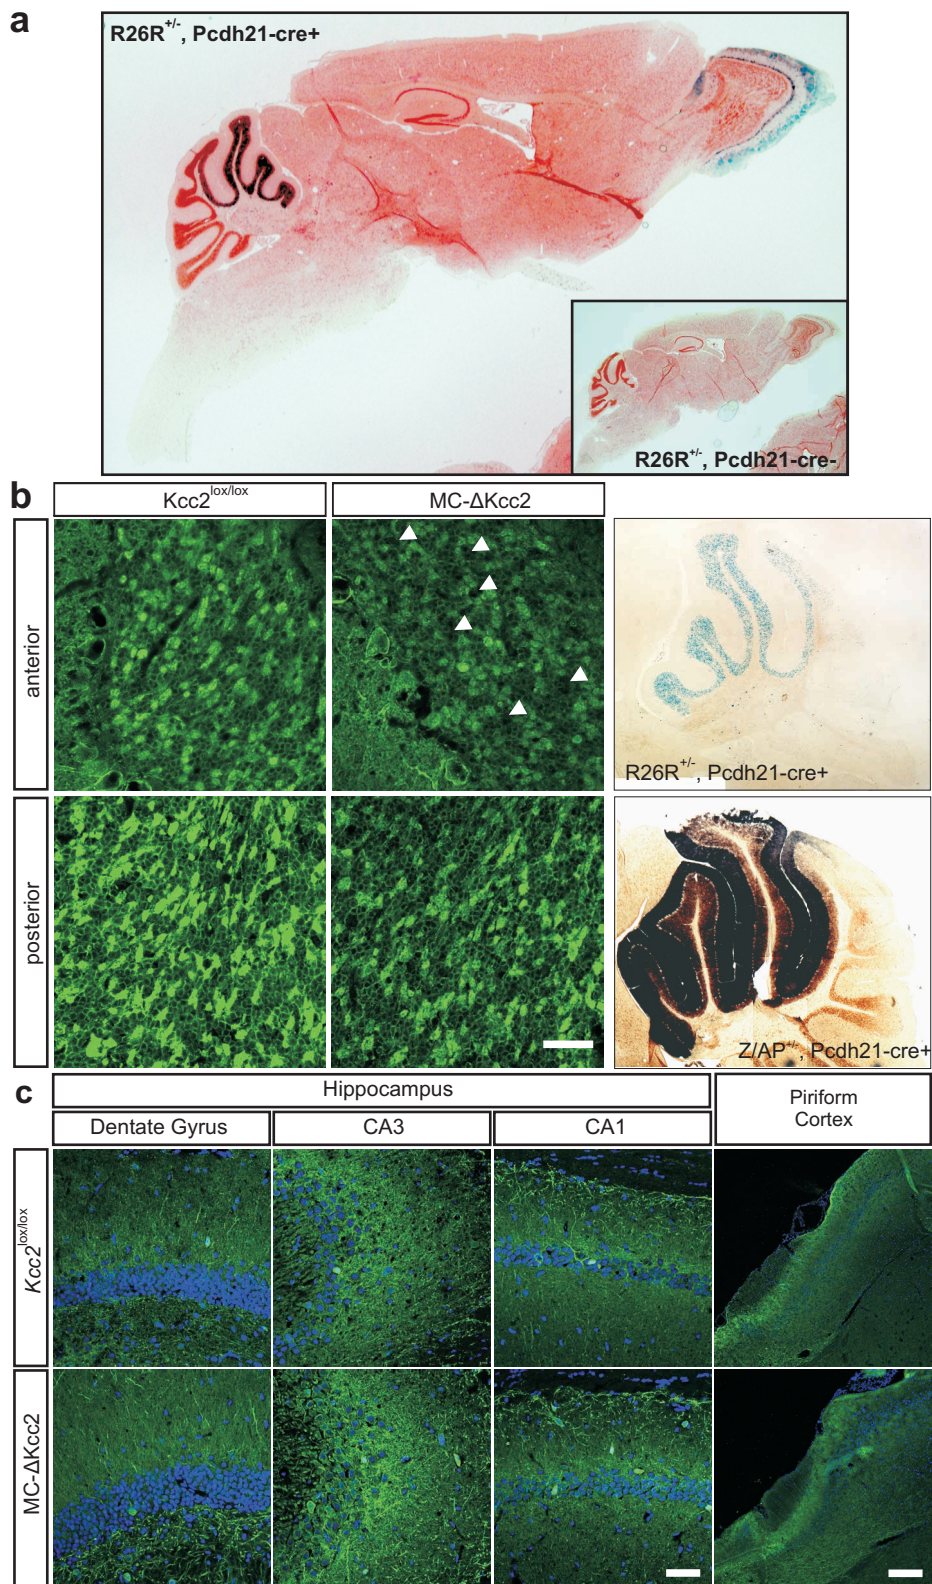 a
R26R+/-, Pcdh21-cre+
R26R+/-, Pcdh21-cre-
b
Kcc2lox/lox
MC-ΔKcc2
anterior
R26R+/-, Pcdh21-cre+
posterior
Z/AP+/-, Pcdh21-cre+
c
Hippocampus
Piriform
Cortex
Dentate Gyrus
CA3
CA1
Kcc2lox/lox
MC-ΔKcc2